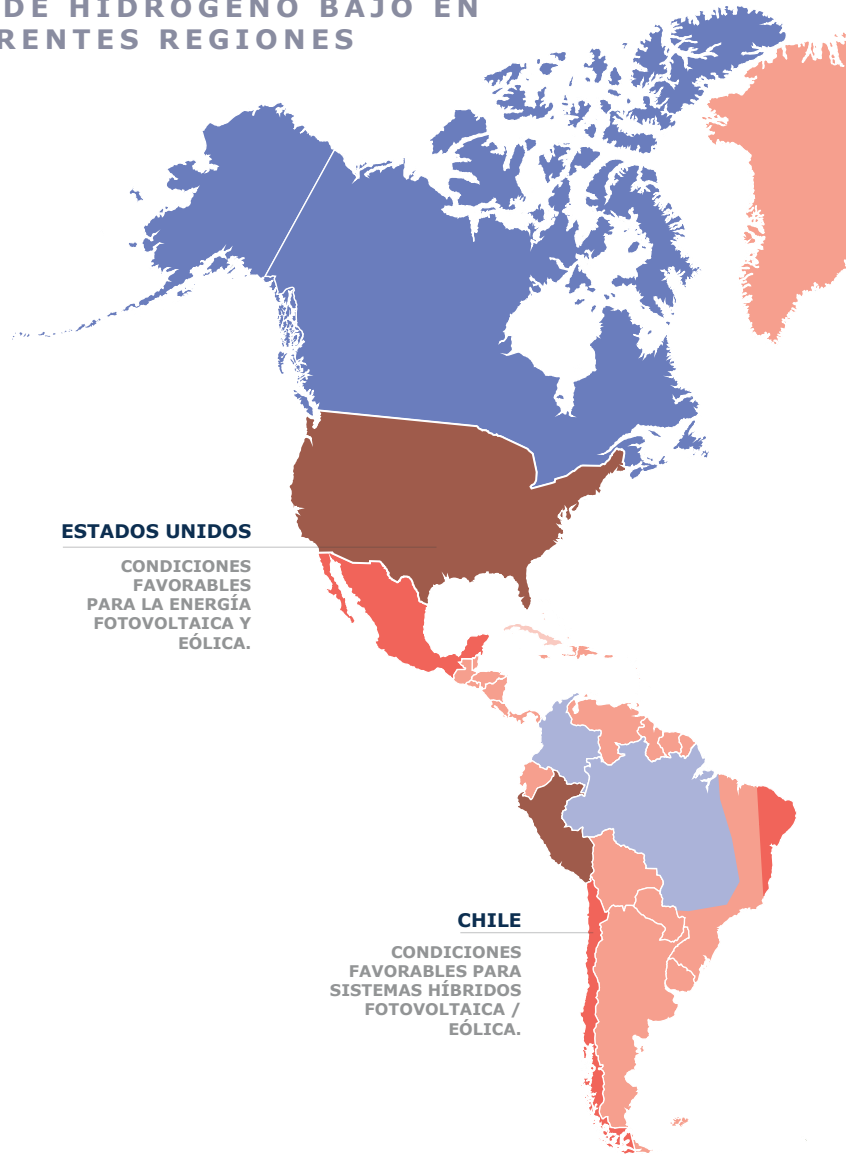 DE HIDRÓGENO BAJO EN
RENTES REGIONES
ESTADOS UNIDOS
CONDICIONES
FAVORABLES
PARA LA ENERGÍA
FOTOVOLTAICA Y
EÓLICA.
CHILE
CONDICIONES
FAVORABLES PARA
SISTEMAS HÍBRIDOS
FOTOVOLTAICA /
EÓLICA.